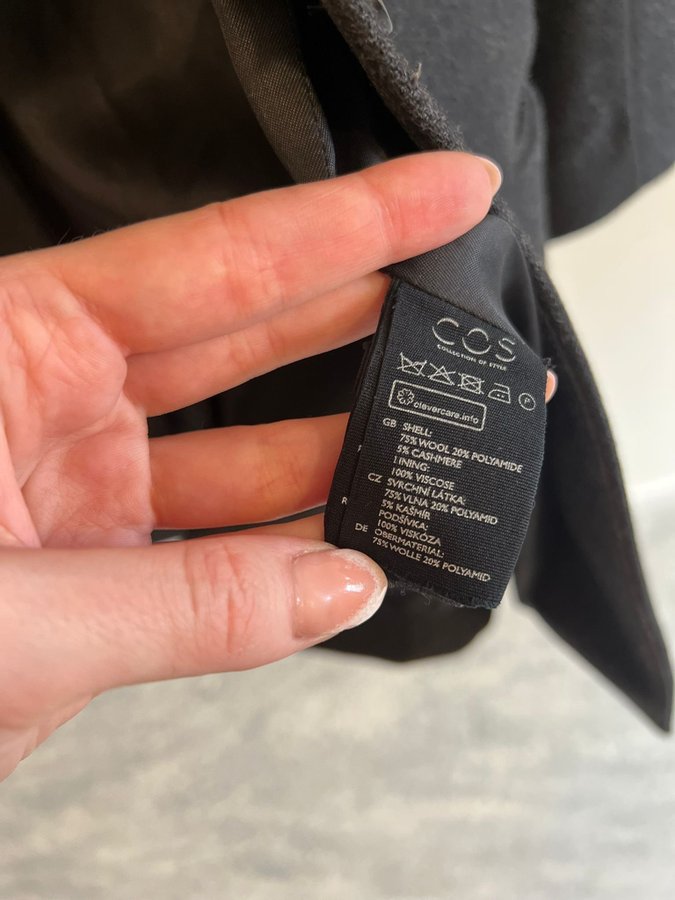 COS
COLLECTION OF STYLE
P
clevercare.info
GB SHELL:
75% WOOL 20% POLYAMIDE
5% CASHMERE
LINING:
100% VISCOSE
CZ SVRCHNÍ LÁTKA:
75% VLNA 20% POLYAMID
5% KAŠMÍR
PODŠÍVKA:
100% VISKÓZA
DE OBERMATERIAL:
75% WOLLE 20% POLYAMID
R